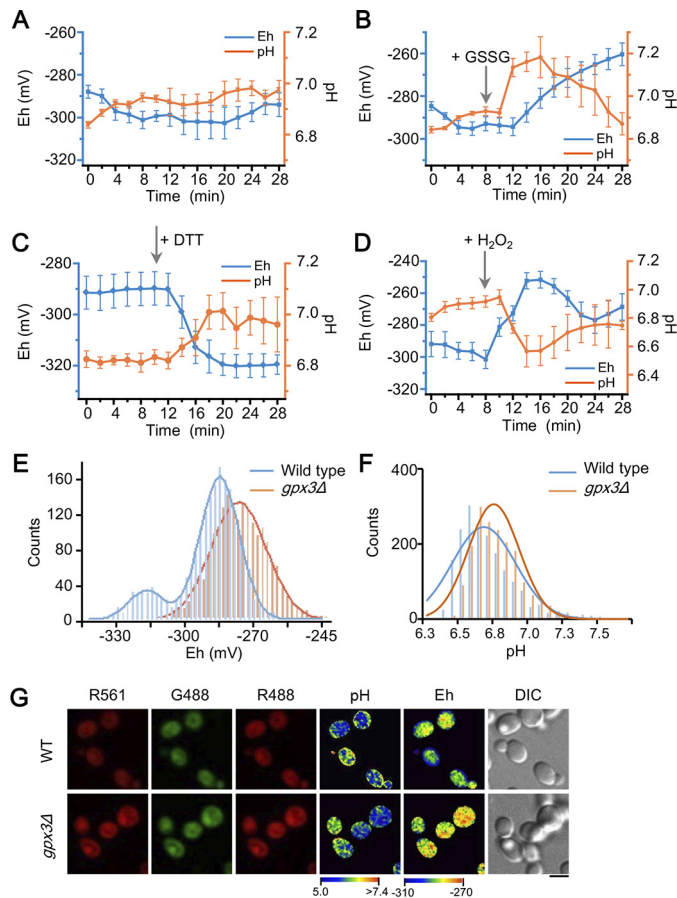 A
Eh
pH
Eh (mV)
-260
-280
-300
-320
7.2
7.0
6.8
pH
0 4 8 12 16 20 24 28
Time (min)
B
+ GSSG
Eh
pH
Eh (mV)
-260
-280
-300
-320
7.2
7.0
6.8
pH
0 4 8 12 16 20 24 28
Time (min)
C
+ DTT
Eh
pH
Eh (mV)
-280
-300
-320
7.2
7.0
6.8
pH
0 4 8 12 16 20 24 28
Time (min)
D
+ H₂O₂
Eh
pH
Eh (mV)
-240
-260
-280
-300
-320
7.2
7.0
6.8
6.6
6.4
pH
0 4 8 12 16 20 24 28
Time (min)
E
Wild type
gpx3Δ
Counts
160
120
80
40
0
-330 -300 -270 -245
Eh (mV)
F
Wild type
gpx3Δ
Counts
400
200
0
6.3 6.5 6.8 7.0 7.3 7.5
pH
G
R561 G488 R488 pH Eh DIC
WT
gpx3Δ
5.0 >7.4 -310 -270